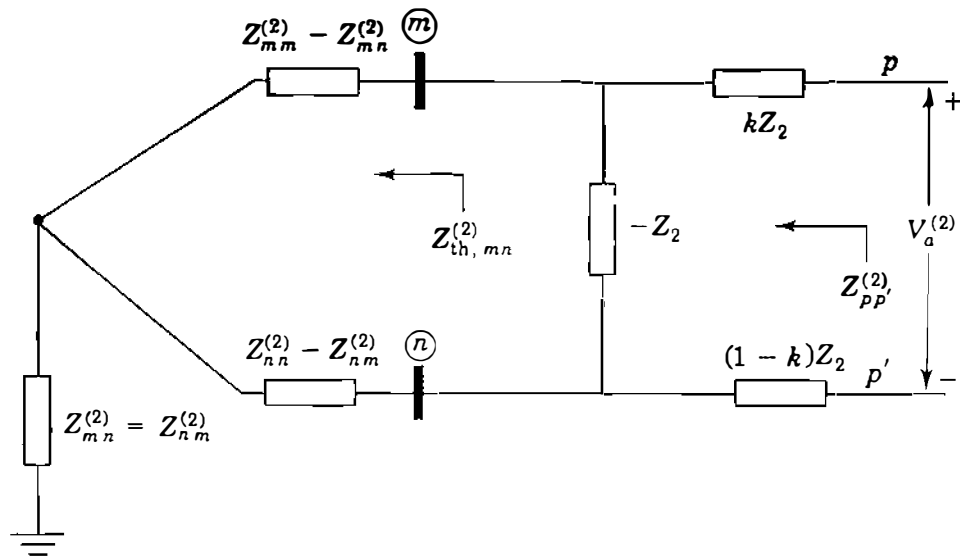 Z_{mm}^{(2)} − Z_{mn}^{(2)}
m
p
kZ_2
+
Z_{th, mn}^{(2)}
−Z_2
V_a^{(2)}
Z_{pp'}^{(2)}
Z_{nn}^{(2)} − Z_{nm}^{(2)}
n
(1 − k)Z_2
p'
−
Z_{mn}^{(2)} = Z_{nm}^{(2)}